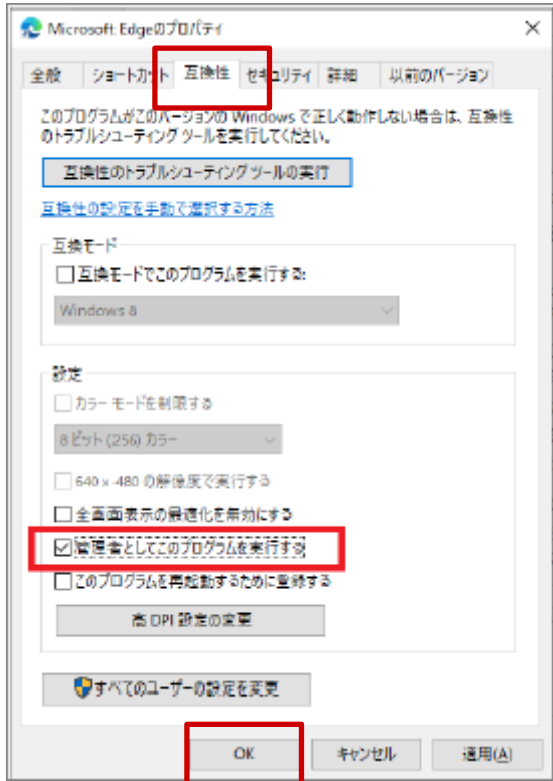 Microsoft Edgeのプロパティ
全般 ショートカット 互換性 セキュリティ 詳細 以前のバージョン
このプログラムがこのバージョンの Windows で正しく動作しない場合は、互換性
のトラブルシューティング ツールを実行してください。
互換性のトラブルシューティング ツールの実行
互換性の設定を手動で選択する方法
互換モード
互換モードでこのプログラムを実行する:
Windows 8
設定
カラー モードを制限する
8 ビット (256) カラー
640 x 480 の解像度で実行する
全画面表示の最適化を無効にする
管理者としてこのプログラムを実行する
このプログラムを再起動するために登録する
高 DPI 設定の変更
すべてのユーザーの設定を変更
OK キャンセル 適用(A)